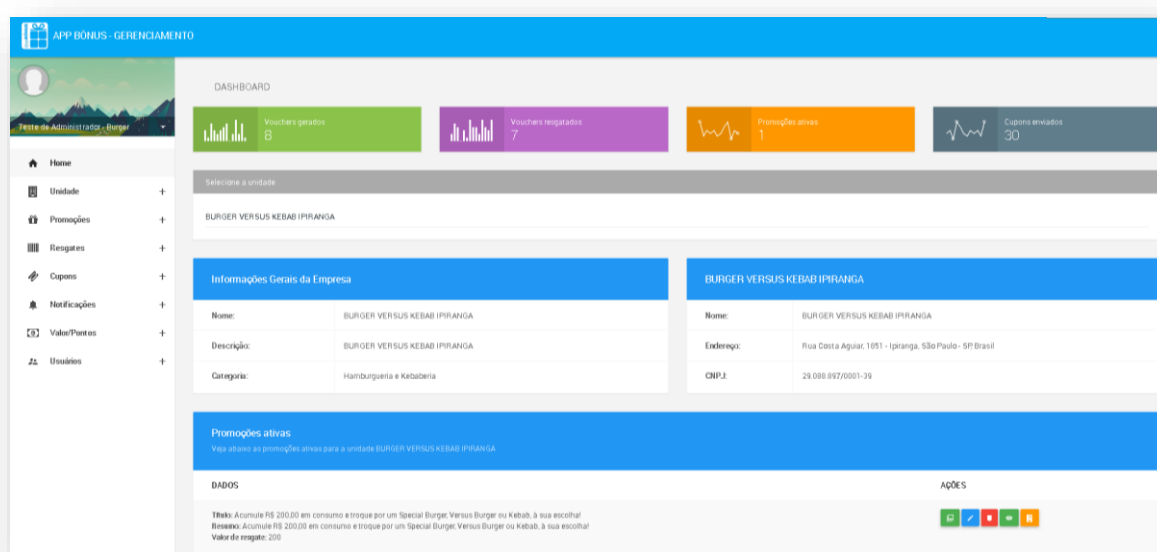 APP BÔNUS - GERENCIAMENTO
Teste de Administrador - Burger
Home
Unidade
Promoções
Resgates
Cupons
Notificações
Valor/Pontos
Usuários
DASHBOARD
Vouchers gerados
8
Vouchers resgatados
7
Promoções ativas
1
Cupons enviados
30
Selecione a unidade
BURGER VERSUS KEBAB IPIRANGA
Informações Gerais da Empresa
Nome: BURGER VERSUS KEBAB IPIRANGA
Descrição: BURGER VERSUS KEBAB IPIRANGA
Categoria: Hamburgueria e Kebaberia
BURGER VERSUS KEBAB IPIRANGA
Nome: BURGER VERSUS KEBAB IPIRANGA
Endereço: Rua Costa Aguiar, 1651 - Ipiranga, São Paulo - SP, Brasil
CNPJ: 29.088.897/0001-39
Promoções ativas
Veja abaixo as promoções ativas para a unidade BURGER VERSUS KEBAB IPIRANGA
DADOS AÇÕES
Título: Acumule R$ 200,00 em consumo e troque por um Special Burger, Versus Burger ou Kebab, à sua escolha!
Resumo: Acumule R$ 200,00 em consumo e troque por um Special Burger, Versus Burger ou Kebab, à sua escolha!
Valor de resgate: 200